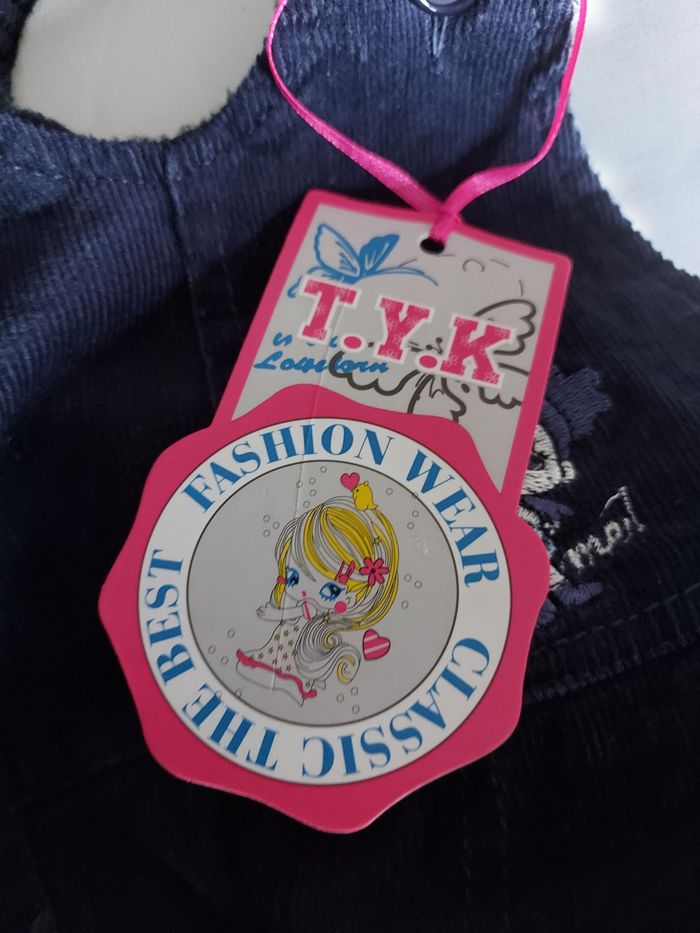 T.Y.K
FASHION WEAR
CLASSIC THE BEST